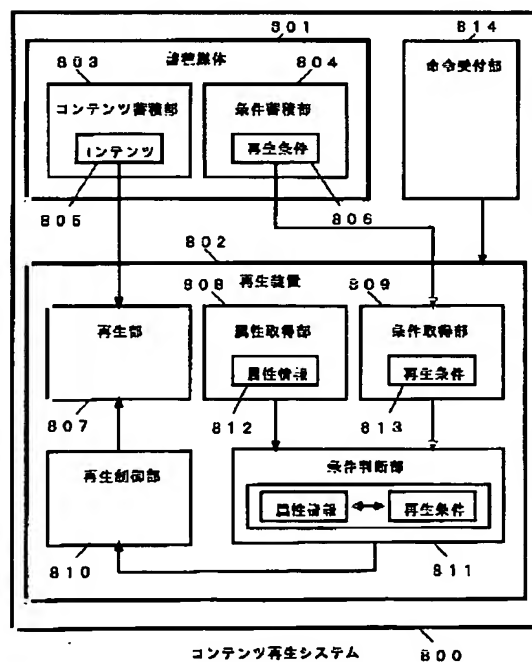 801
814
蓄積媒体
命令受付部
803
804
コンテンツ蓄積部
条件蓄積部
コンテンツ
再生条件
805
806
802
再生装置
808
809
再生部
属性取得部
条件取得部
属性情報
再生条件
807
812
813
再生制御部
条件判断部
属性情報
再生条件
810
811
コンテンツ再生システム
800